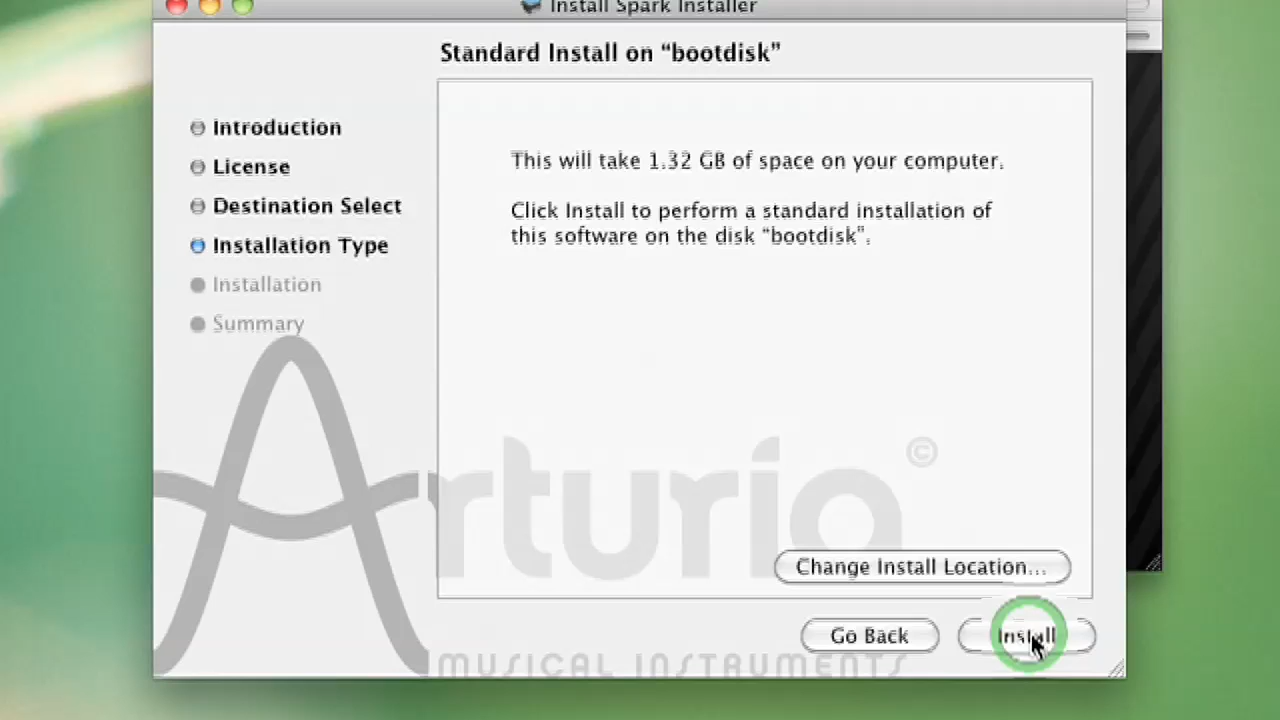 Install Spark Installer
Standard Install on “bootdisk”
Introduction
License
Destination Select
Installation Type
Installation
Summary
This will take 1.32 GB of space on your computer.
Click Install to perform a standard installation of
this software on the disk “bootdisk”.
Arturia ©
MUSICAL INSTRUMENTS
Change Install Location...
Go Back
Install